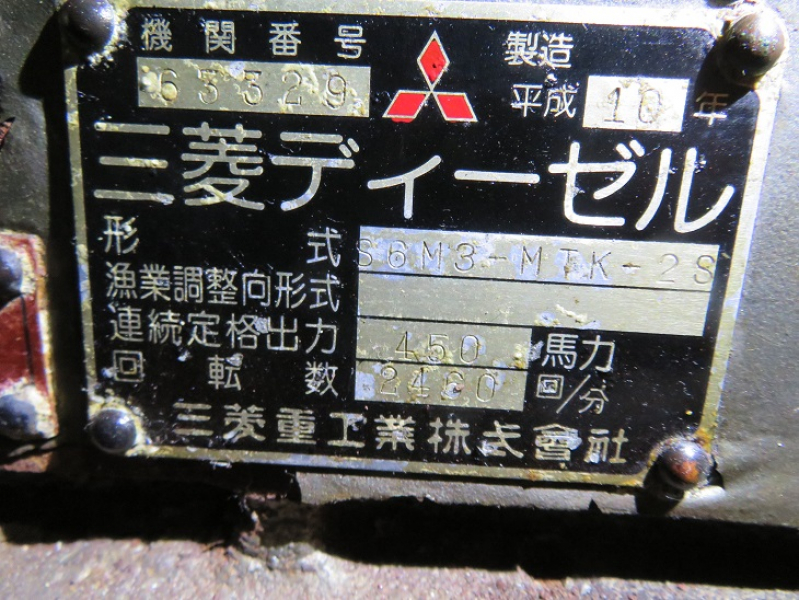 機関番号 製造
63329 平成 10 年
三菱ディーゼル
形式 S6M3-MTK-2S
漁業調整向形式
連続定格出力 450 馬力
回転数 2420 回/分
三菱重工業株式會社